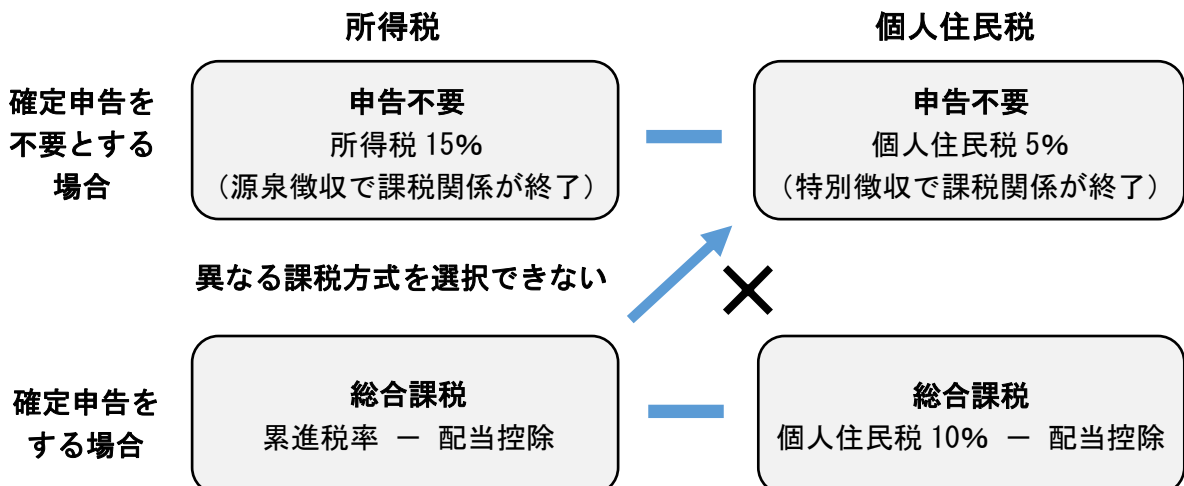 所得税
個人住民税
確定申告を
不要とする
場合
申告不要
所得税 15%
（源泉徴収で課税関係が終了）
申告不要
個人住民税 5%
（特別徴収で課税関係が終了）
異なる課税方式を選択できない
確定申告を
する場合
総合課税
累進税率 － 配当控除
総合課税
個人住民税 10% － 配当控除